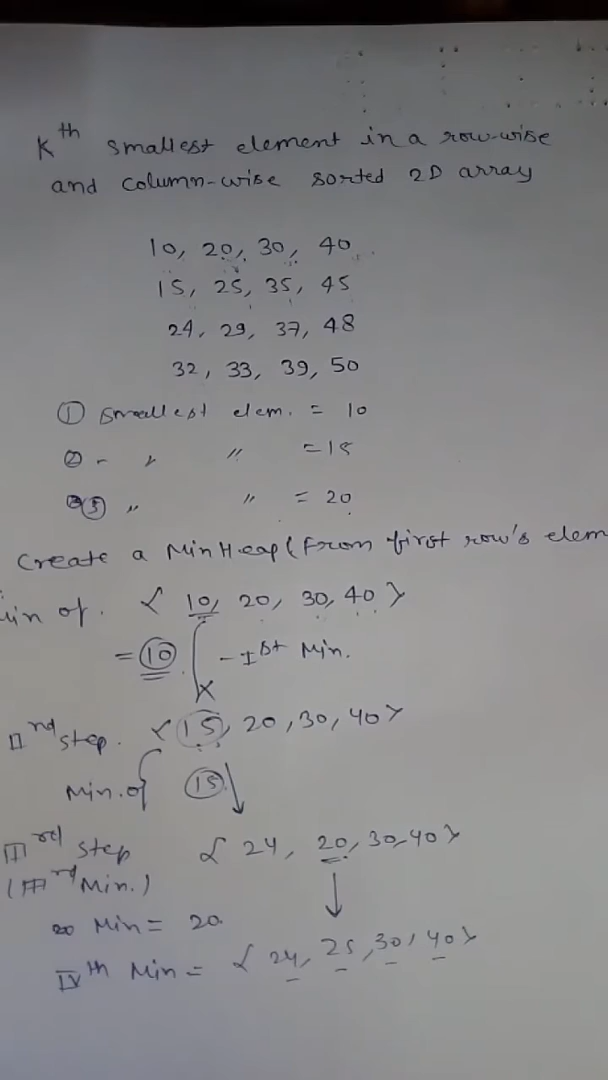 Kth smallest element in a row-wise
and column-wise sorted 2D array
10, 20, 30, 40
15, 25, 35, 45
24, 29, 37, 48
32, 33, 39, 50
① smallest elem. = 10
② - " " = 15
③ " " = 20
Create a MinHeap (From first row's elem
in of. < 10, 20, 30, 40 >
= 10 - Ist Min.
IInd step. < 15, 20, 30, 40 >
Min. of 15
IIIrd step < 24, 20, 30, 40 >
(IIIrd Min.)
20 Min = 20
IVth Min = < 24, 25, 30, 40 >